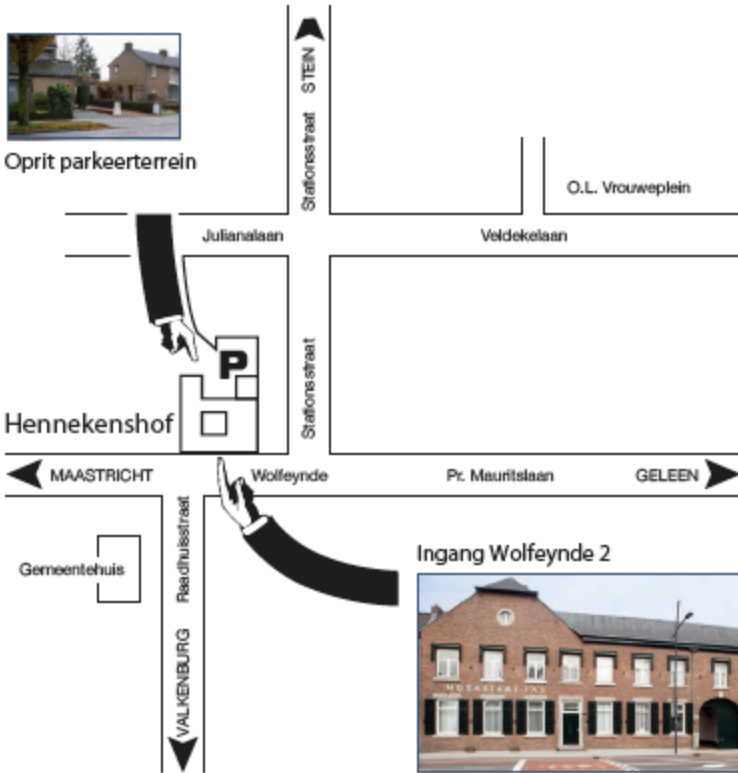 STEIN
Stationsstraat
Oprit parkeerterrein
O.L. Vrouweplein
Julianalaan
Veldekelaan
P
Stationsstraat
Hennekenshof
MAASTRICHT
Wolfeynde
Pr. Mauritslaan
GELEEN
Raadhuisstraat
Gemeentehuis
Ingang Wolfeynde 2
VALKENBURG